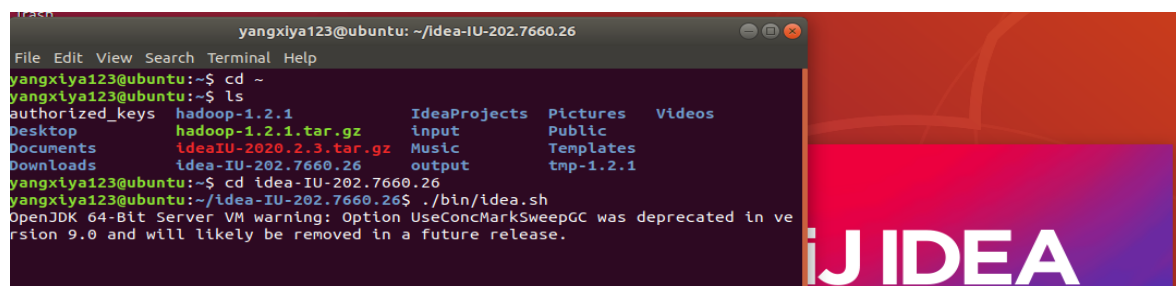 Trash
yangxiya123@ubuntu: ~/idea-IU-202.7660.26
File Edit View Search Terminal Help
yangxiya123@ubuntu:~$ cd ~
yangxiya123@ubuntu:~$ ls
authorized_keys hadoop-1.2.1 IdeaProjects Pictures Videos
Desktop hadoop-1.2.1.tar.gz input Public
Documents ideaIU-2020.2.3.tar.gz Music Templates
Downloads idea-IU-202.7660.26 output tmp-1.2.1
yangxiya123@ubuntu:~$ cd idea-IU-202.7660.26
yangxiya123@ubuntu:~/idea-IU-202.7660.26$ ./bin/idea.sh
OpenJDK 64-Bit Server VM warning: Option UseConcMarkSweepGC was deprecated in ve
rsion 9.0 and will likely be removed in a future release.
iJ IDEA